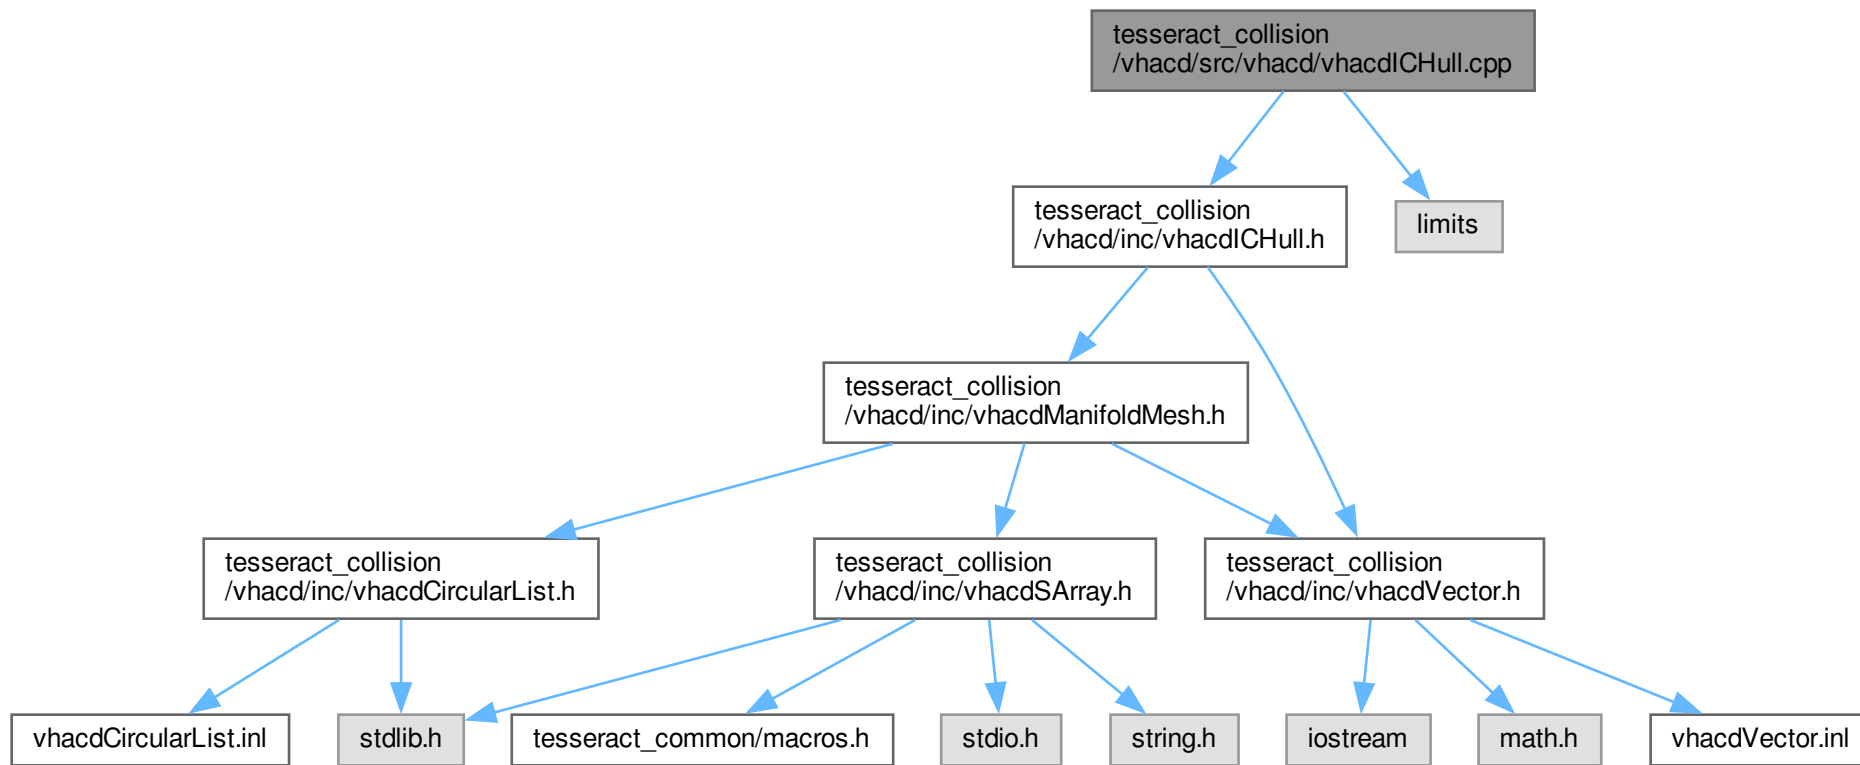 tesseract_collision
/vhacd/src/vhacd/vhacdICHull.cpp
tesseract_collision
/vhacd/inc/vhacdICHull.h
limits
tesseract_collision
/vhacd/inc/vhacdManifoldMesh.h
tesseract_collision
/vhacd/inc/vhacdCircularList.h
tesseract_collision
/vhacd/inc/vhacdSArray.h
tesseract_collision
/vhacd/inc/vhacdVector.h
vhacdCircularList.inl
stdlib.h
tesseract_common/macros.h
stdio.h
string.h
iostream
math.h
vhacdVector.inl